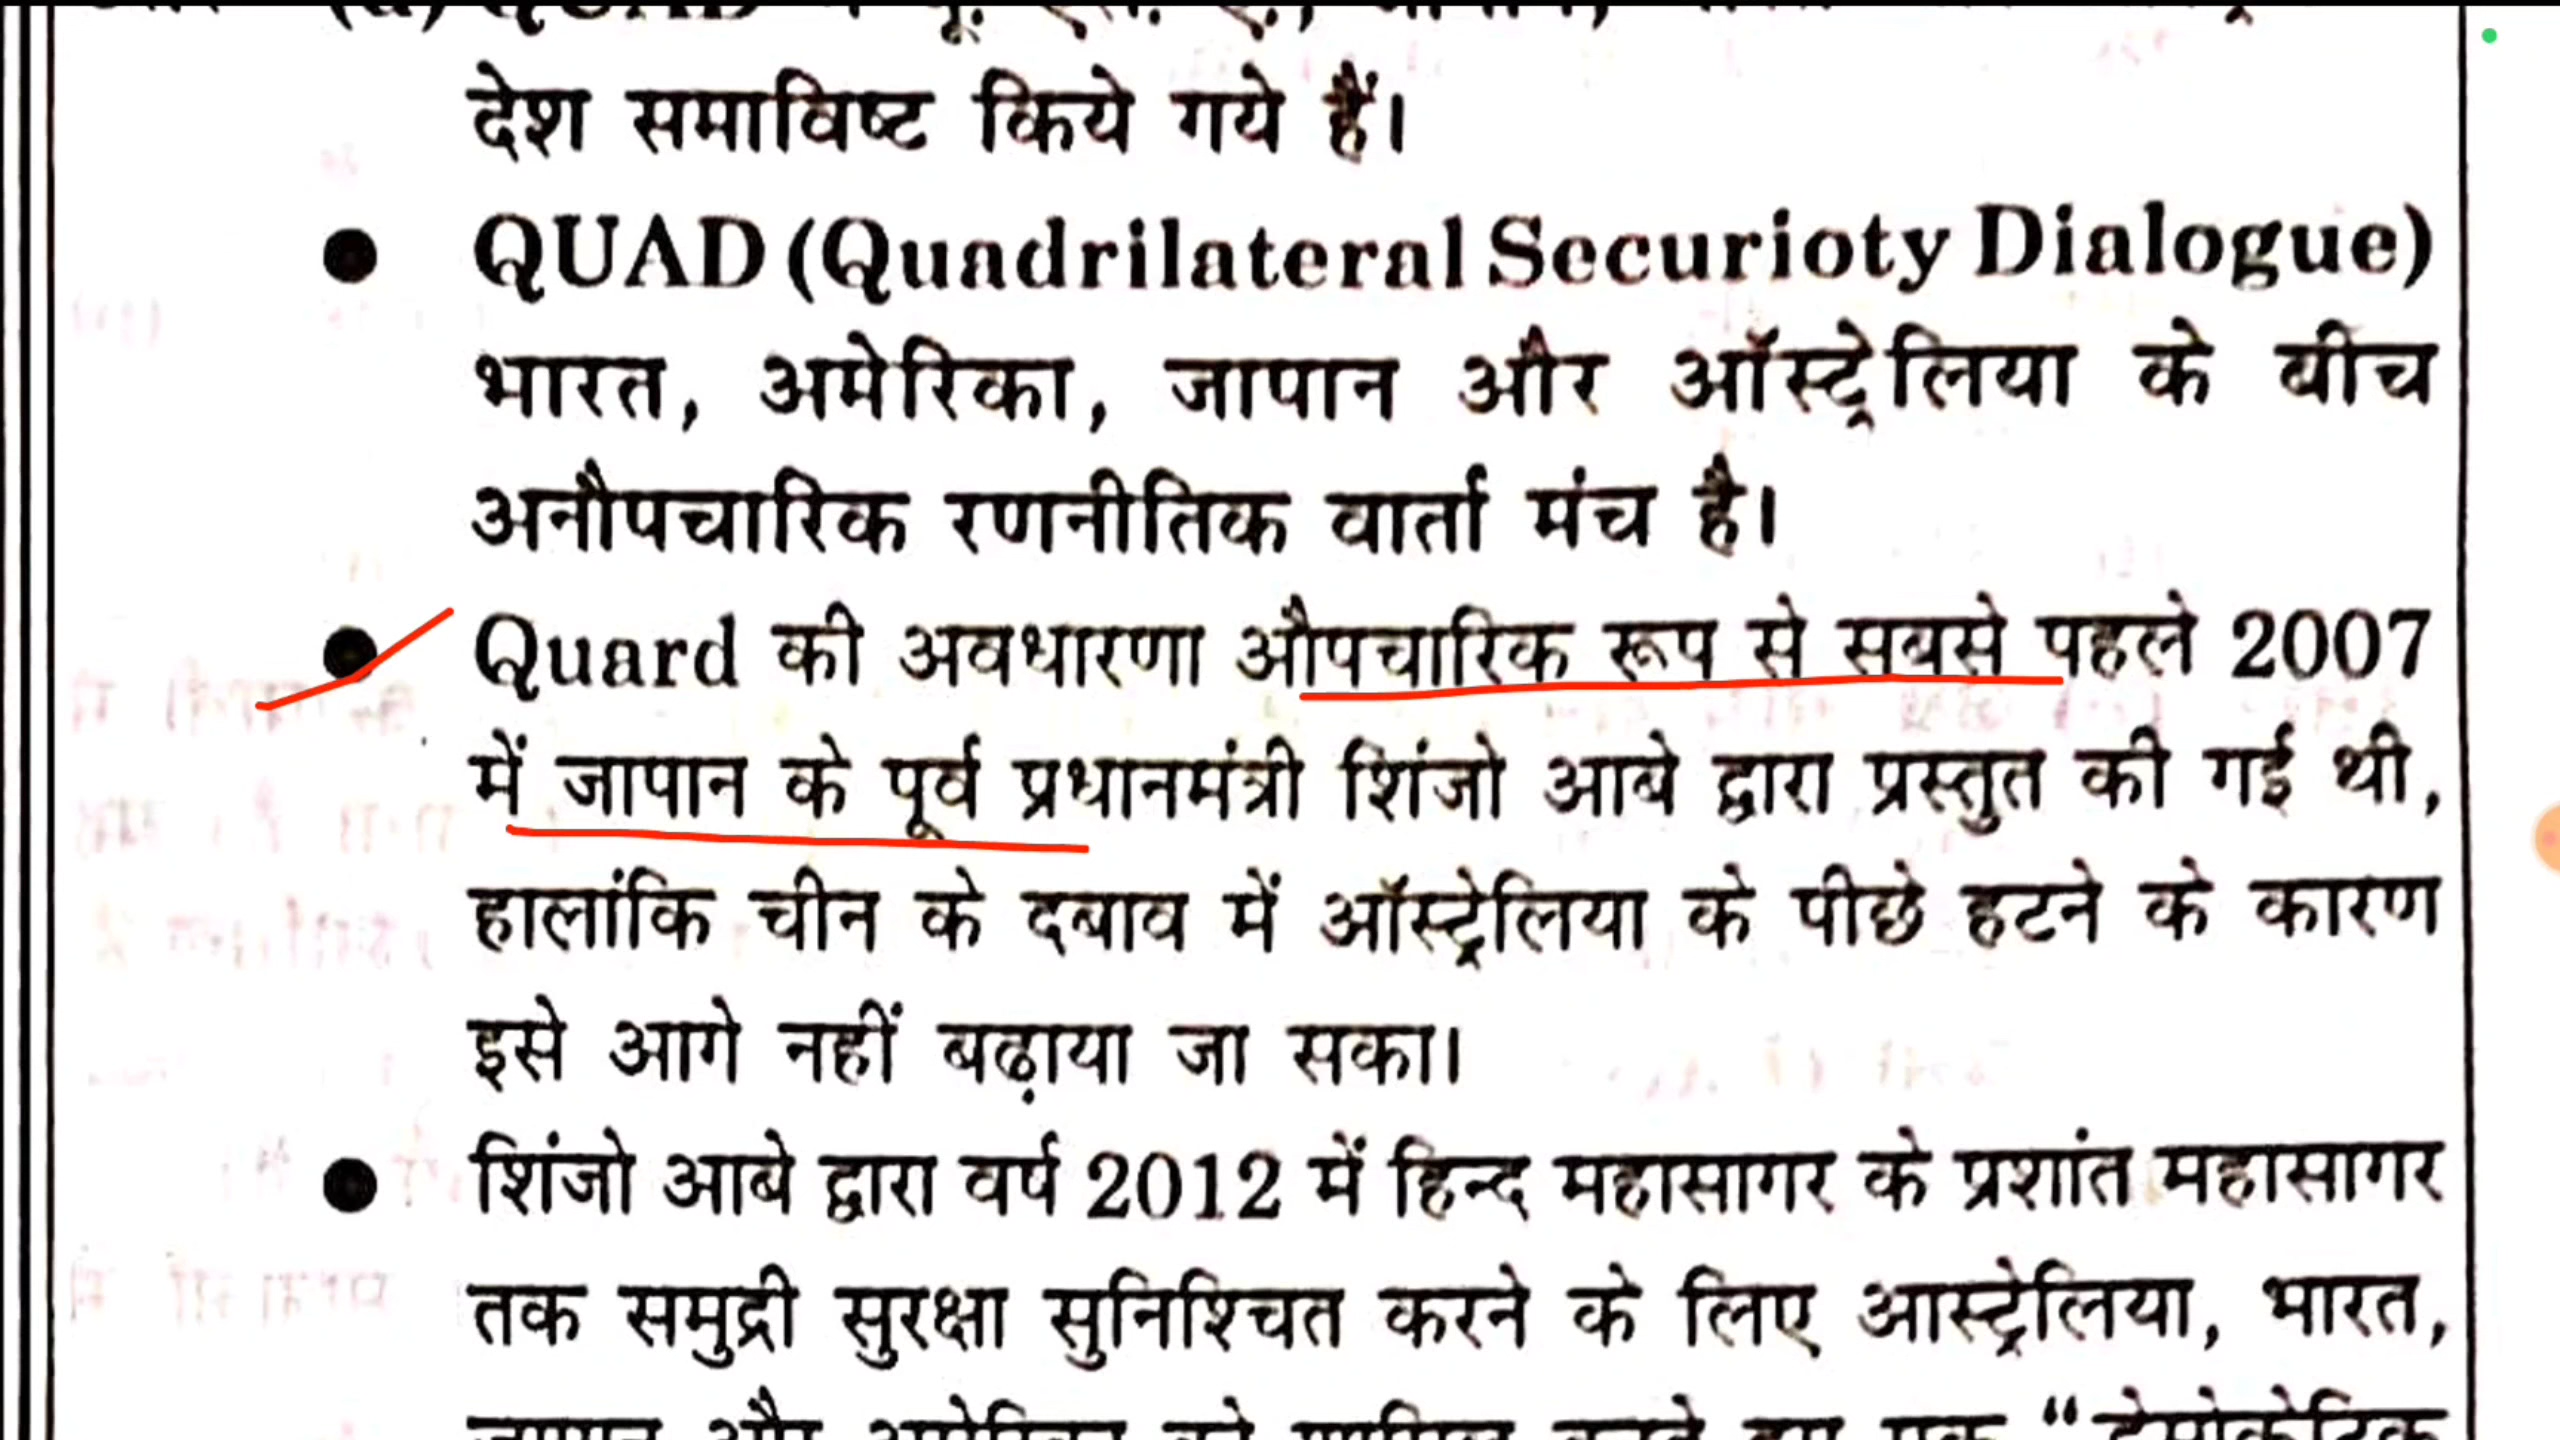 QUAD
देश समाविष्ट किये गये हैं।
● QUAD (Quadrilateral Securioty Dialogue)
भारत, अमेरिका, जापान और ऑस्ट्रेलिया के बीच
अनौपचारिक रणनीतिक वार्ता मंच है।
● Quard की अवधारणा औपचारिक रूप से सबसे पहले 2007
में जापान के पूर्व प्रधानमंत्री शिंजो आबे द्वारा प्रस्तुत की गई थी,
हालांकि चीन के दबाव में ऑस्ट्रेलिया के पीछे हटने के कारण
इसे आगे नहीं बढ़ाया जा सका।
● शिंजो आबे द्वारा वर्ष 2012 में हिन्द महासागर के प्रशांत महासागर
तक समुद्री सुरक्षा सुनिश्चित करने के लिए आस्ट्रेलिया, भारत,